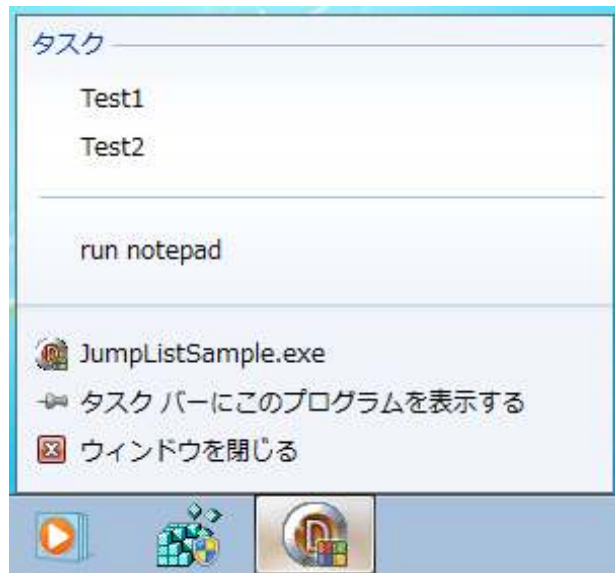 タスク
Test1
Test2
run notepad
JumpListSample.exe
タスク バーにこのプログラムを表示する
ウィンドウを閉じる